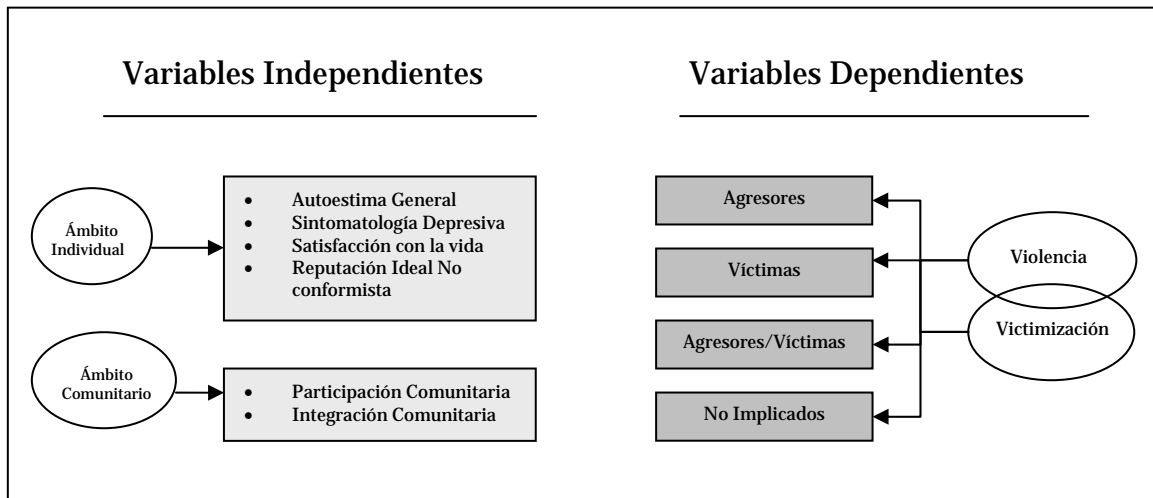 Variables Independientes
Variables Dependientes
Ámbito
Individual
• Autoestima General
• Sintomatología Depresiva
• Satisfacción con la vida
• Reputación Ideal No
conformista
Ámbito
Comunitario
• Participación Comunitaria
• Integración Comunitaria
Agresores
Víctimas
Agresores/Víctimas
No Implicados
Violencia
Victimización